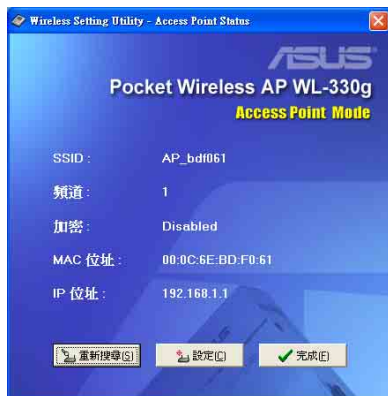 Wireless Setting Utility - Access Point Status
ASUS
Pocket Wireless AP WL-330g
Access Point Mode
SSID : AP_bdf061
頻道 : 1
加密 : Disabled
MAC 位址 : 00:0C:6E:BD:F0:61
IP 位址 : 192.168.1.1
重新搜尋(S) 設定(C) 完成(F)